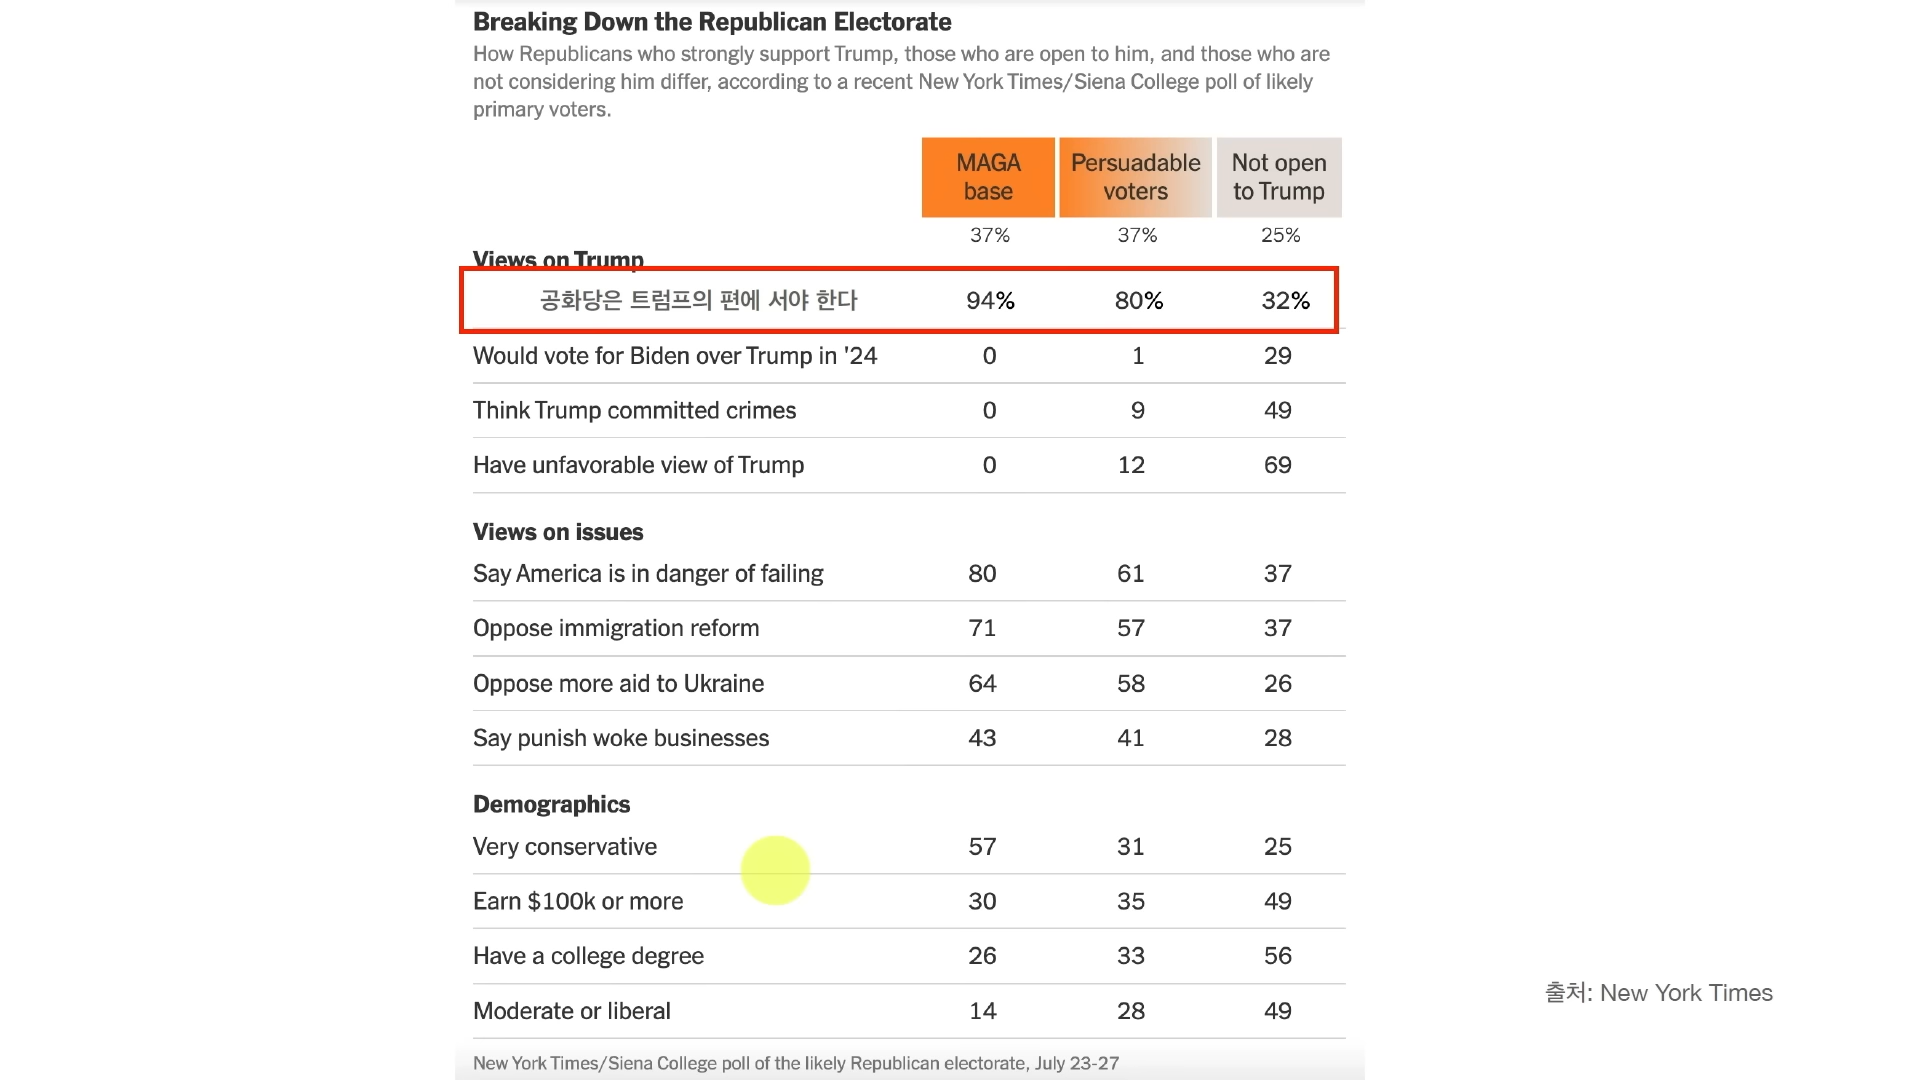 Breaking Down the Republican Electorate
How Republicans who strongly support Trump, those who are open to him, and those who are
not considering him differ, according to a recent New York Times/Siena College poll of likely
primary voters.
MAGA base Persuadable voters Not open to Trump
37% 37% 25%
Views on Trump
공화당은 트럼프의 편에 서야 한다 94% 80% 32%
Would vote for Biden over Trump in '24 0 1 29
Think Trump committed crimes 0 9 49
Have unfavorable view of Trump 0 12 69
Views on issues
Say America is in danger of failing 80 61 37
Oppose immigration reform 71 57 37
Oppose more aid to Ukraine 64 58 26
Say punish woke businesses 43 41 28
Demographics
Very conservative 57 31 25
Earn $100k or more 30 35 49
Have a college degree 26 33 56
Moderate or liberal 14 28 49
New York Times/Siena College poll of the likely Republican electorate, July 23-27
출처: New York Times